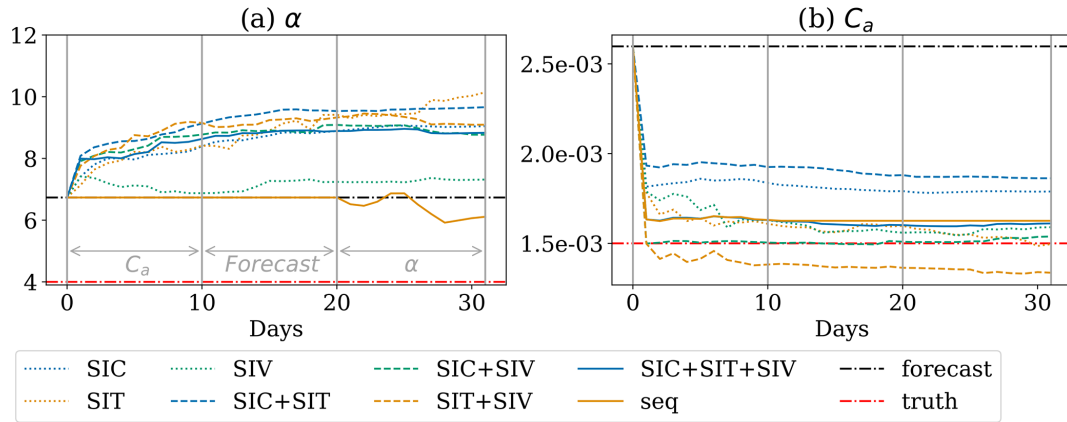 (a) α
(b) Cₐ
12
10
8
6
4
Cₐ
Forecast
α
0
10
20
30
Days
2.5e-03
2.0e-03
1.5e-03
0
10
20
30
Days
SIC
SIV
SIC+SIV
SIC+SIT+SIV
forecast
SIT
SIC+SIT
SIT+SIV
seq
truth